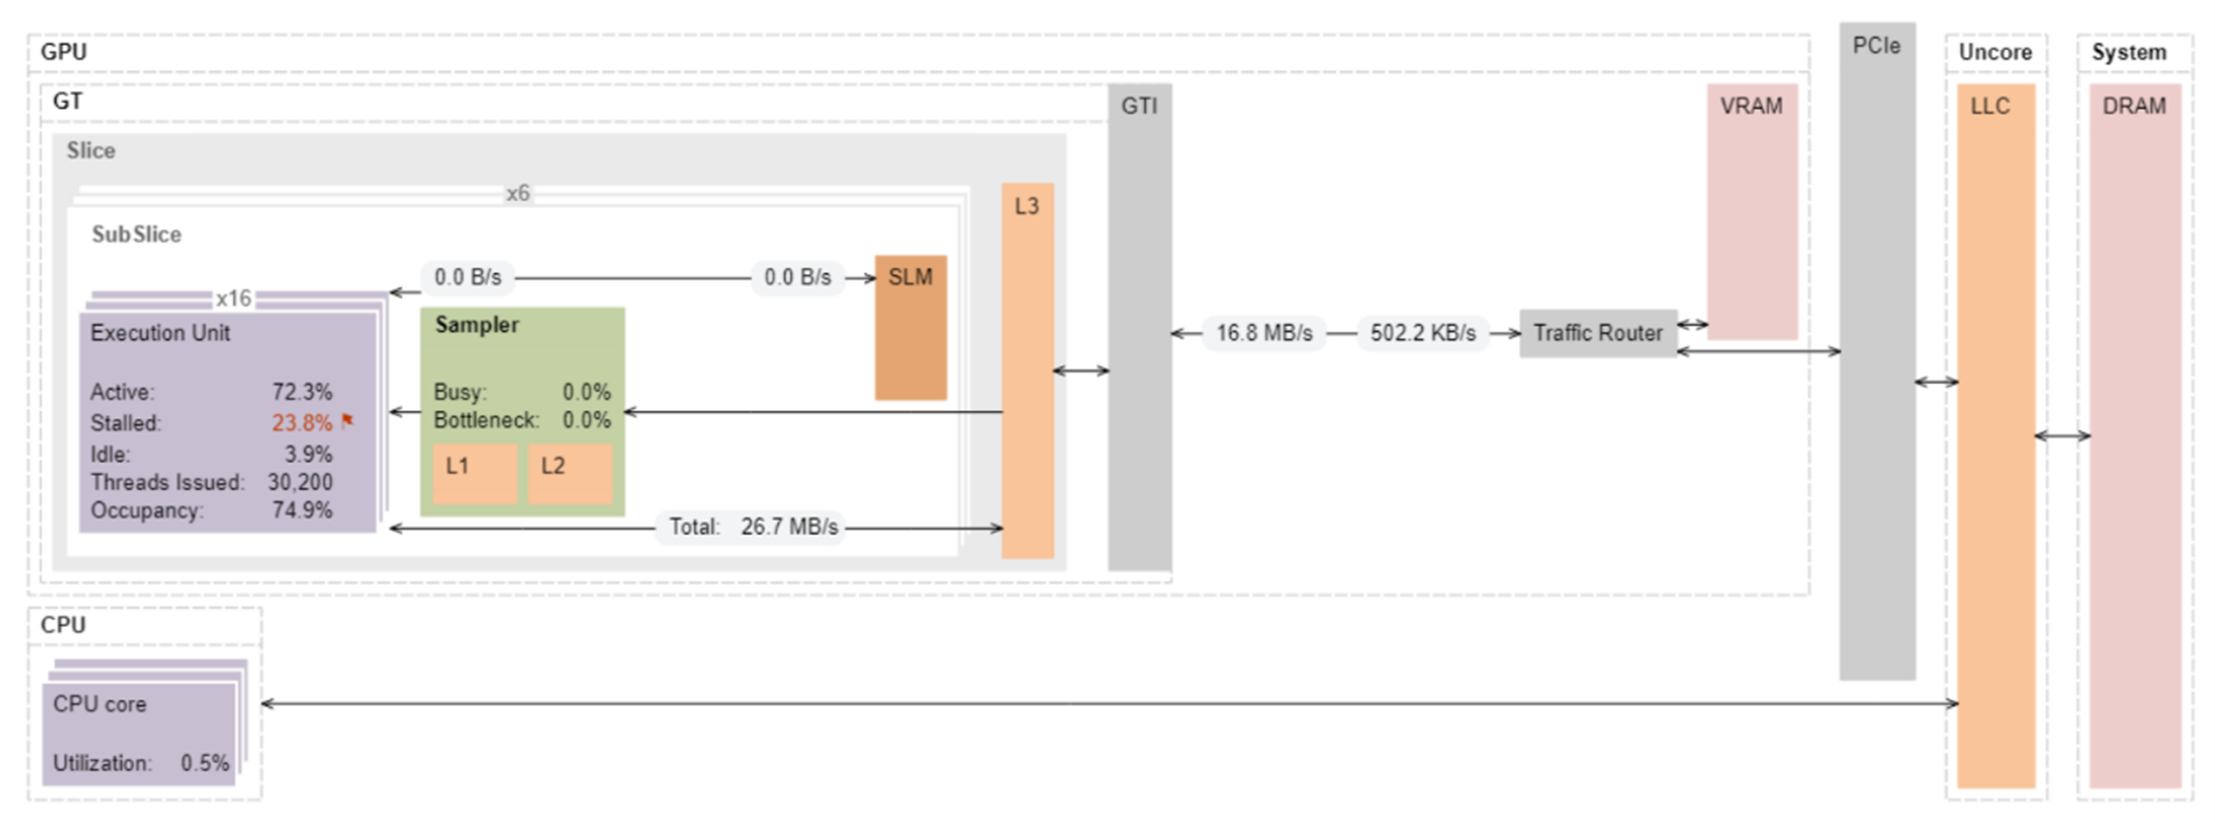 GPU
GT
Slice
x6
SubSlice
x16
Execution Unit
Active: 72.3%
Stalled: 23.8%
Idle: 3.9%
Threads Issued: 30,200
Occupancy: 74.9%
0.0 B/s
0.0 B/s
SLM
Sampler
Busy: 0.0%
Bottleneck: 0.0%
L1
L2
Total: 26.7 MB/s
L3
GTI
16.8 MB/s
502.2 KB/s
Traffic Router
VRAM
PCIe
Uncore
LLC
System
DRAM
CPU
CPU core
Utilization: 0.5%